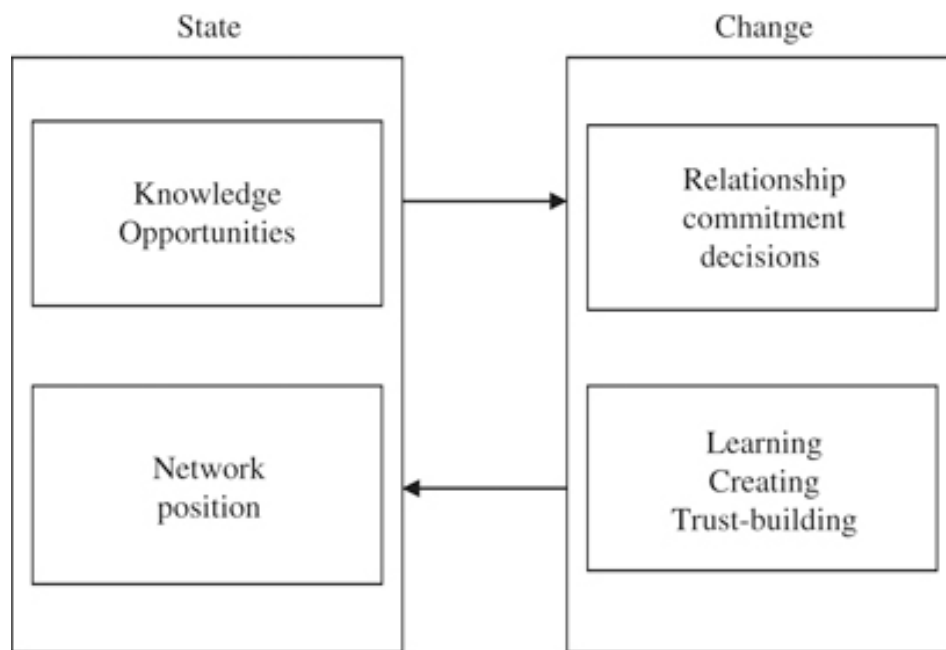 State
Change
Knowledge
Opportunities
Relationship
commitment
decisions
Network
position
Learning
Creating
Trust-building